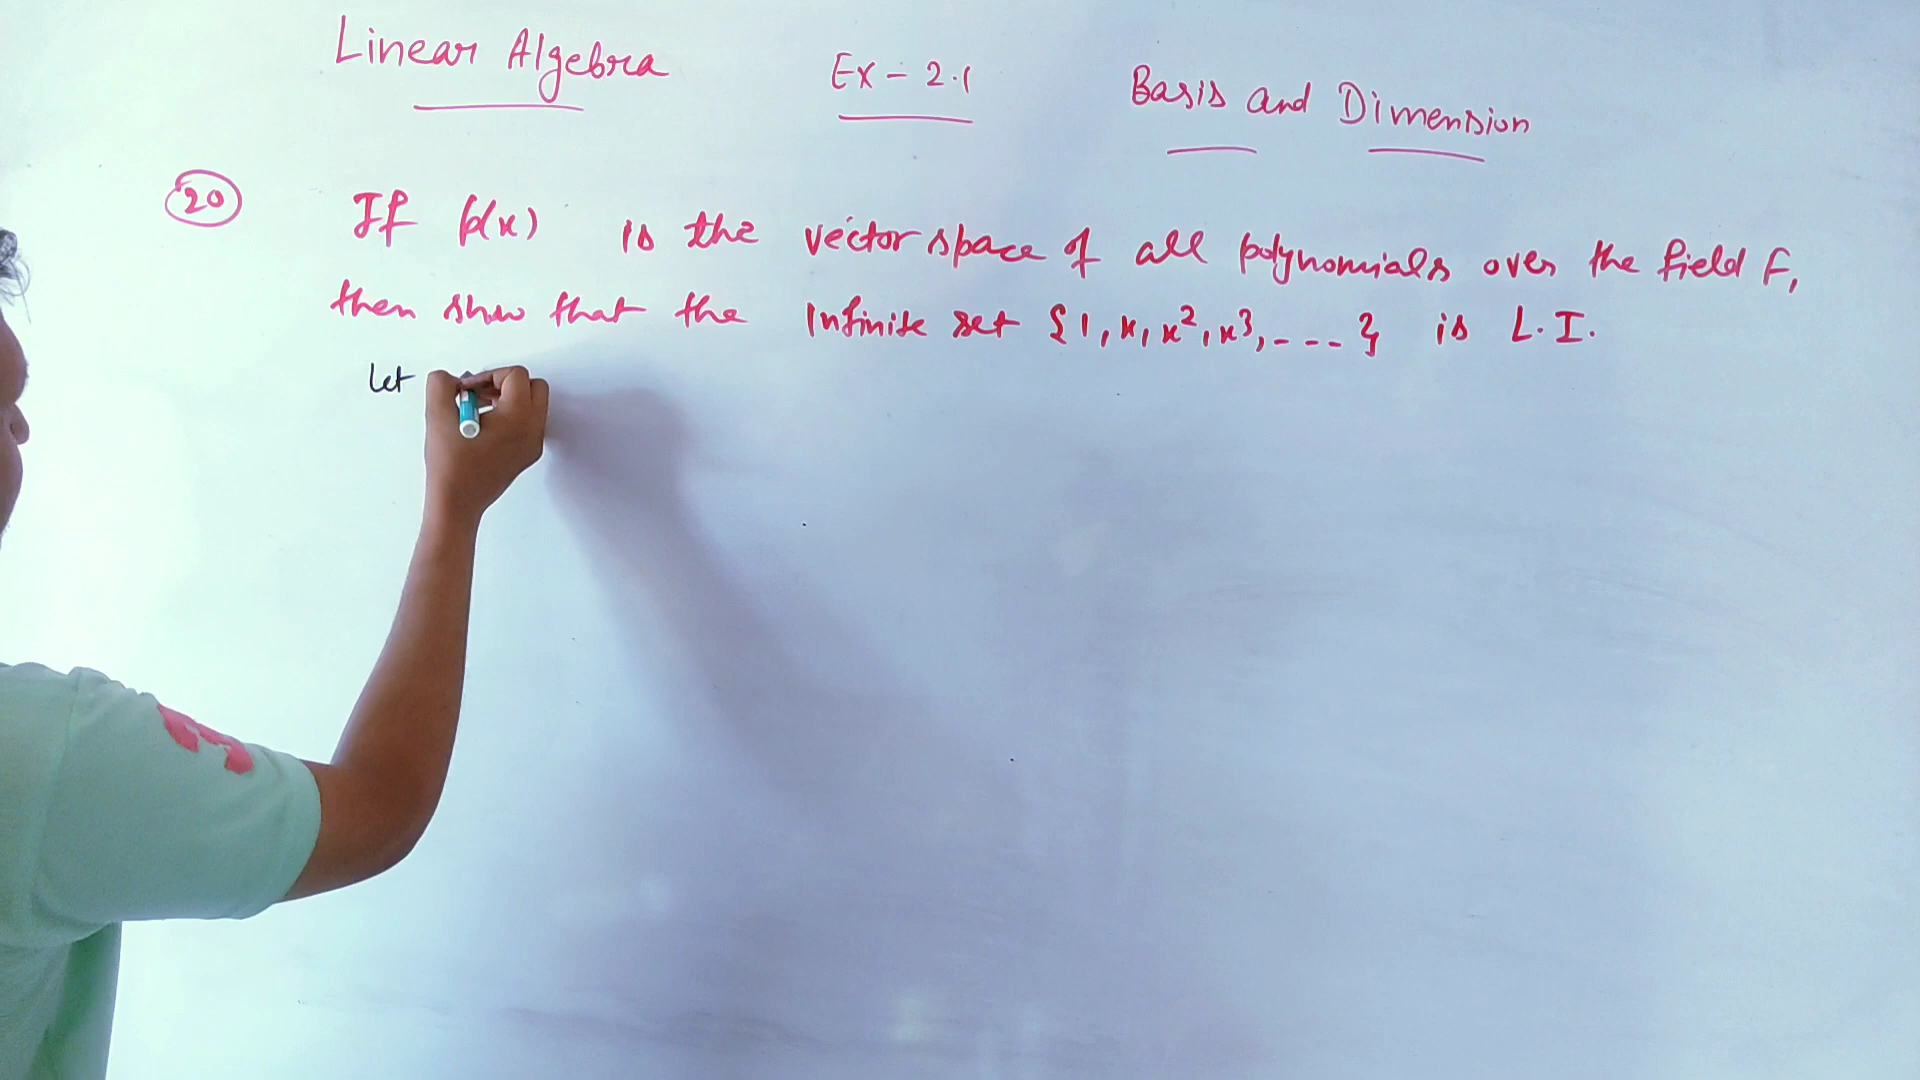 Linear Algebra Ex - 2.1 Basis and Dimension
20 If p(x) is the vector space of all polynomials over the field F,
then show that the infinite set {1, x, x², x³, - - - } is L.I.
Let